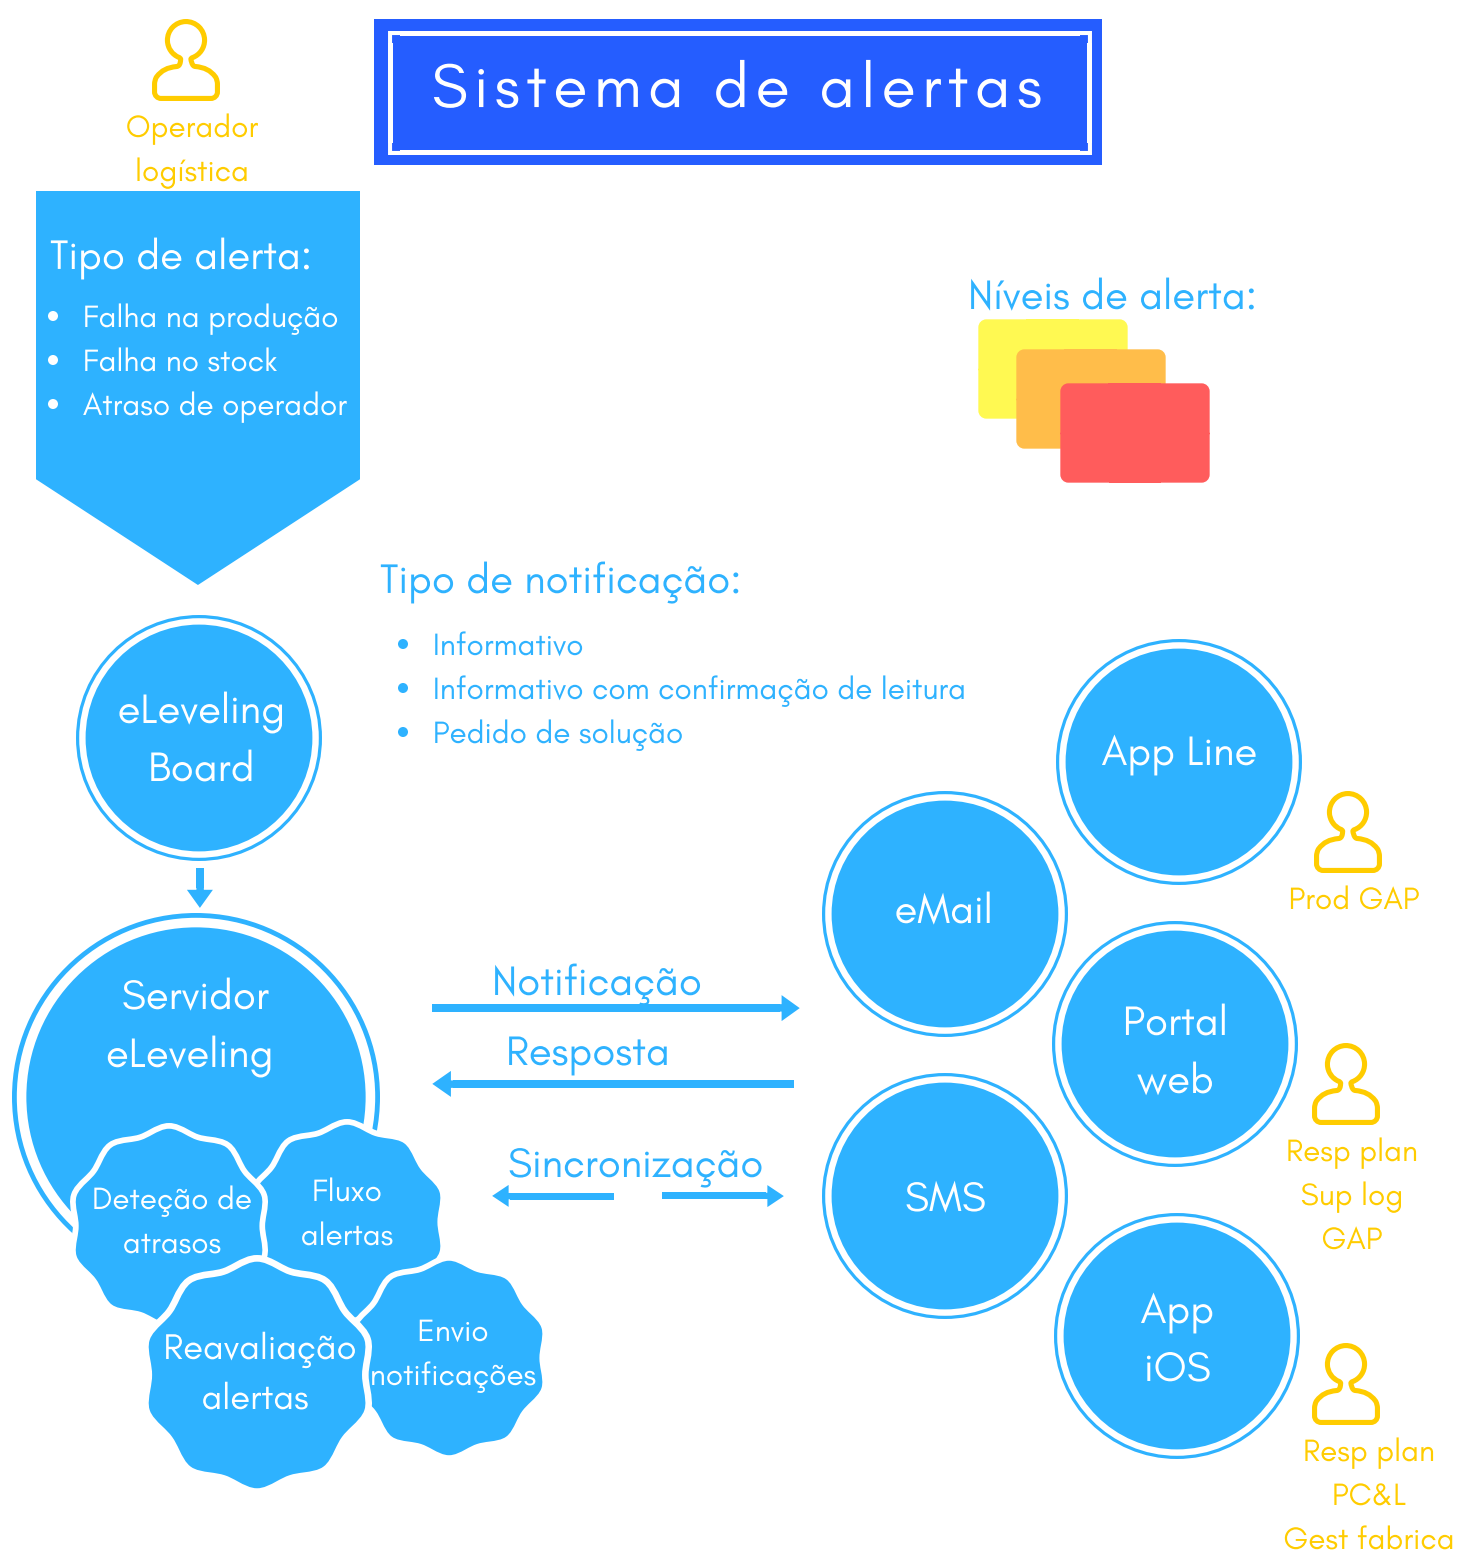 Sistema de alertas
Operador
logística
Tipo de alerta:
Falha na produção
Falha no stock
Atraso de operador
Níveis de alerta:
Tipo de notificação:
Informativo
Informativo com confirmação de leitura
Pedido de solução
eLeveling
Board
Servidor
eLeveling
Deteção de
atrasos
Fluxo
alertas
Reavaliação
alertas
Envio
notificações
Notificação
Resposta
Sincronização
App Line
eMail
Portal
web
SMS
App
iOS
Prod GAP
Resp plan
Sup log
GAP
Resp plan
PC&L
Gest fabrica